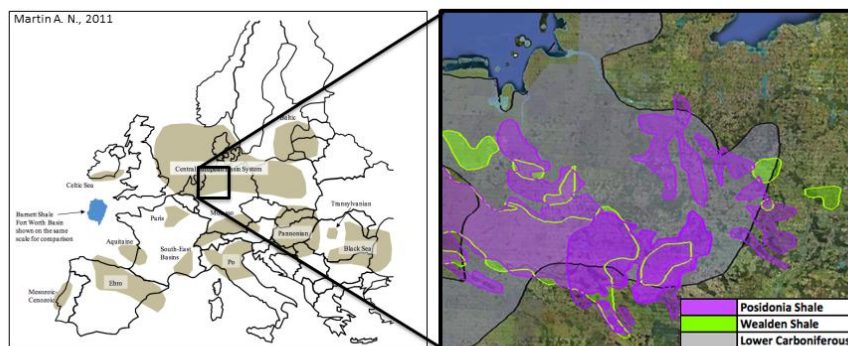 Martin A. N., 2011
Baltic
Central European Basin System
Celtic Sea
Barnett Shale
Fort Worth Basin
shown on the same
scale for comparison
Paris
Transylvanian
Pannonian
Black Sea
Aquitaine
South-East
Basins
Po
Ebro
Mesozoic-
Cenozoic
Posidonia Shale
Wealden Shale
Lower Carboniferous